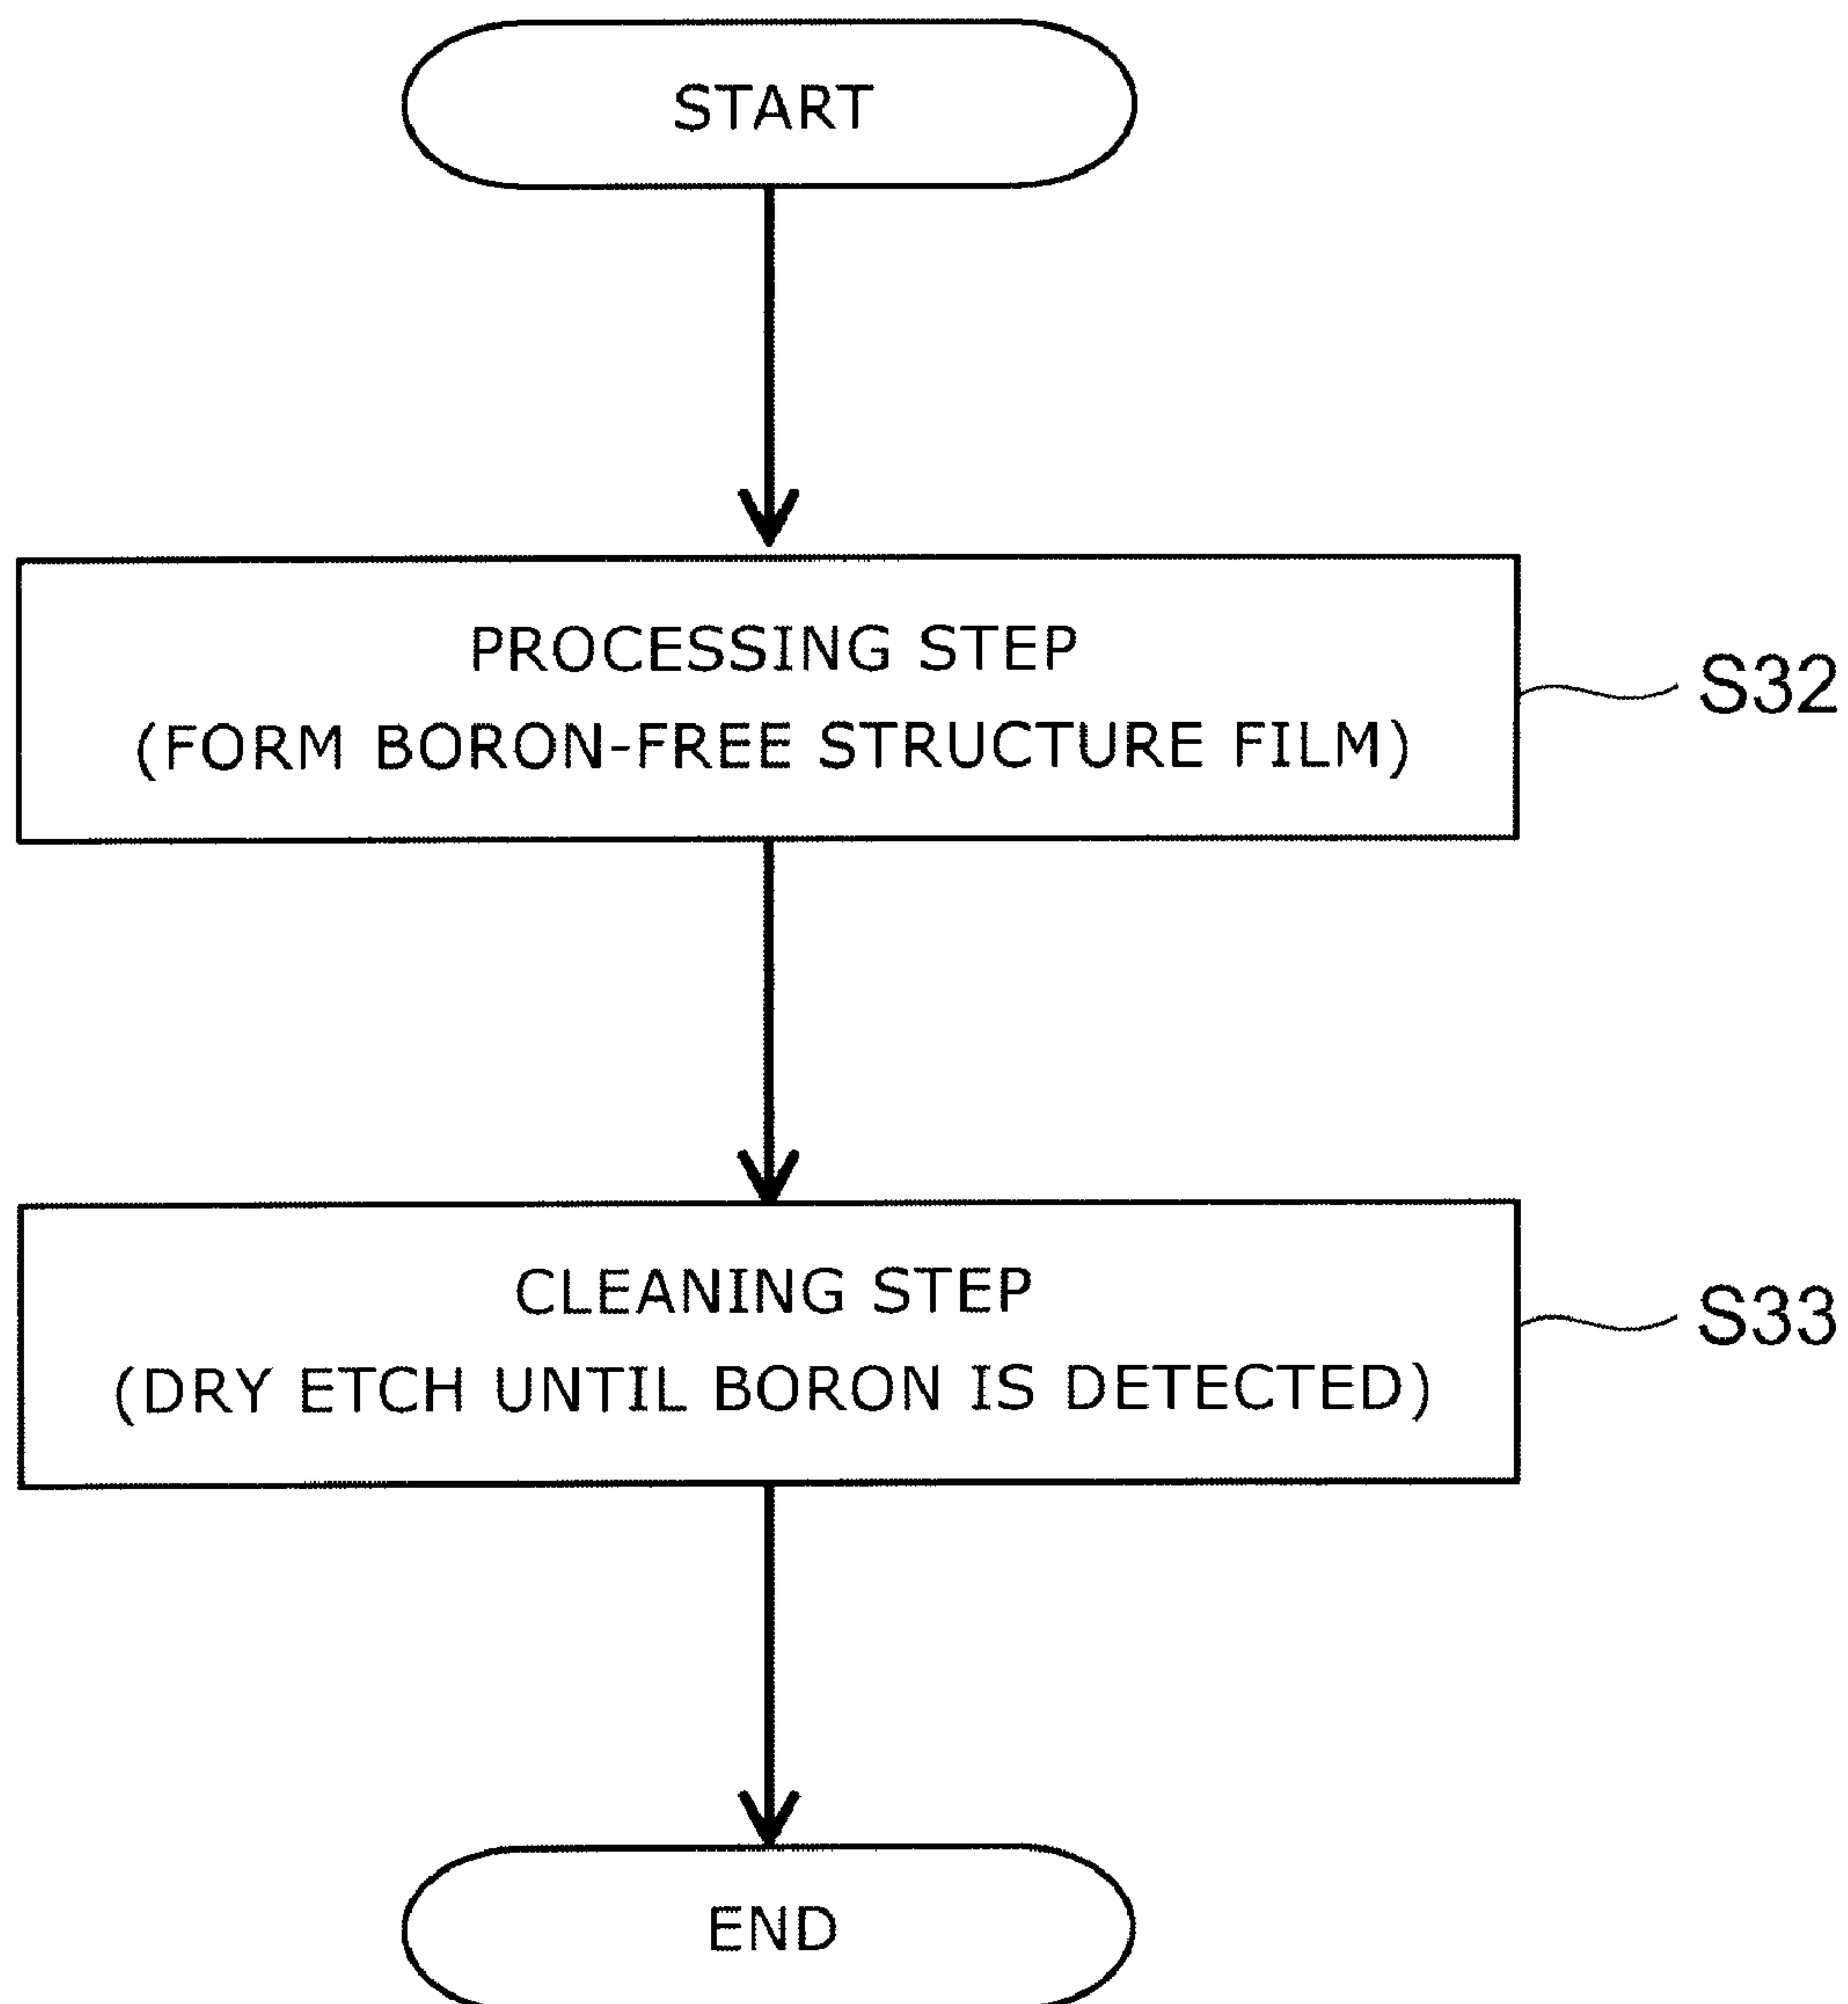 START
PROCESSING STEP
(FORM BORON-FREE STRUCTURE FILM)
S32
CLEANING STEP
(DRY ETCH UNTIL BORON IS DETECTED)
S33
END